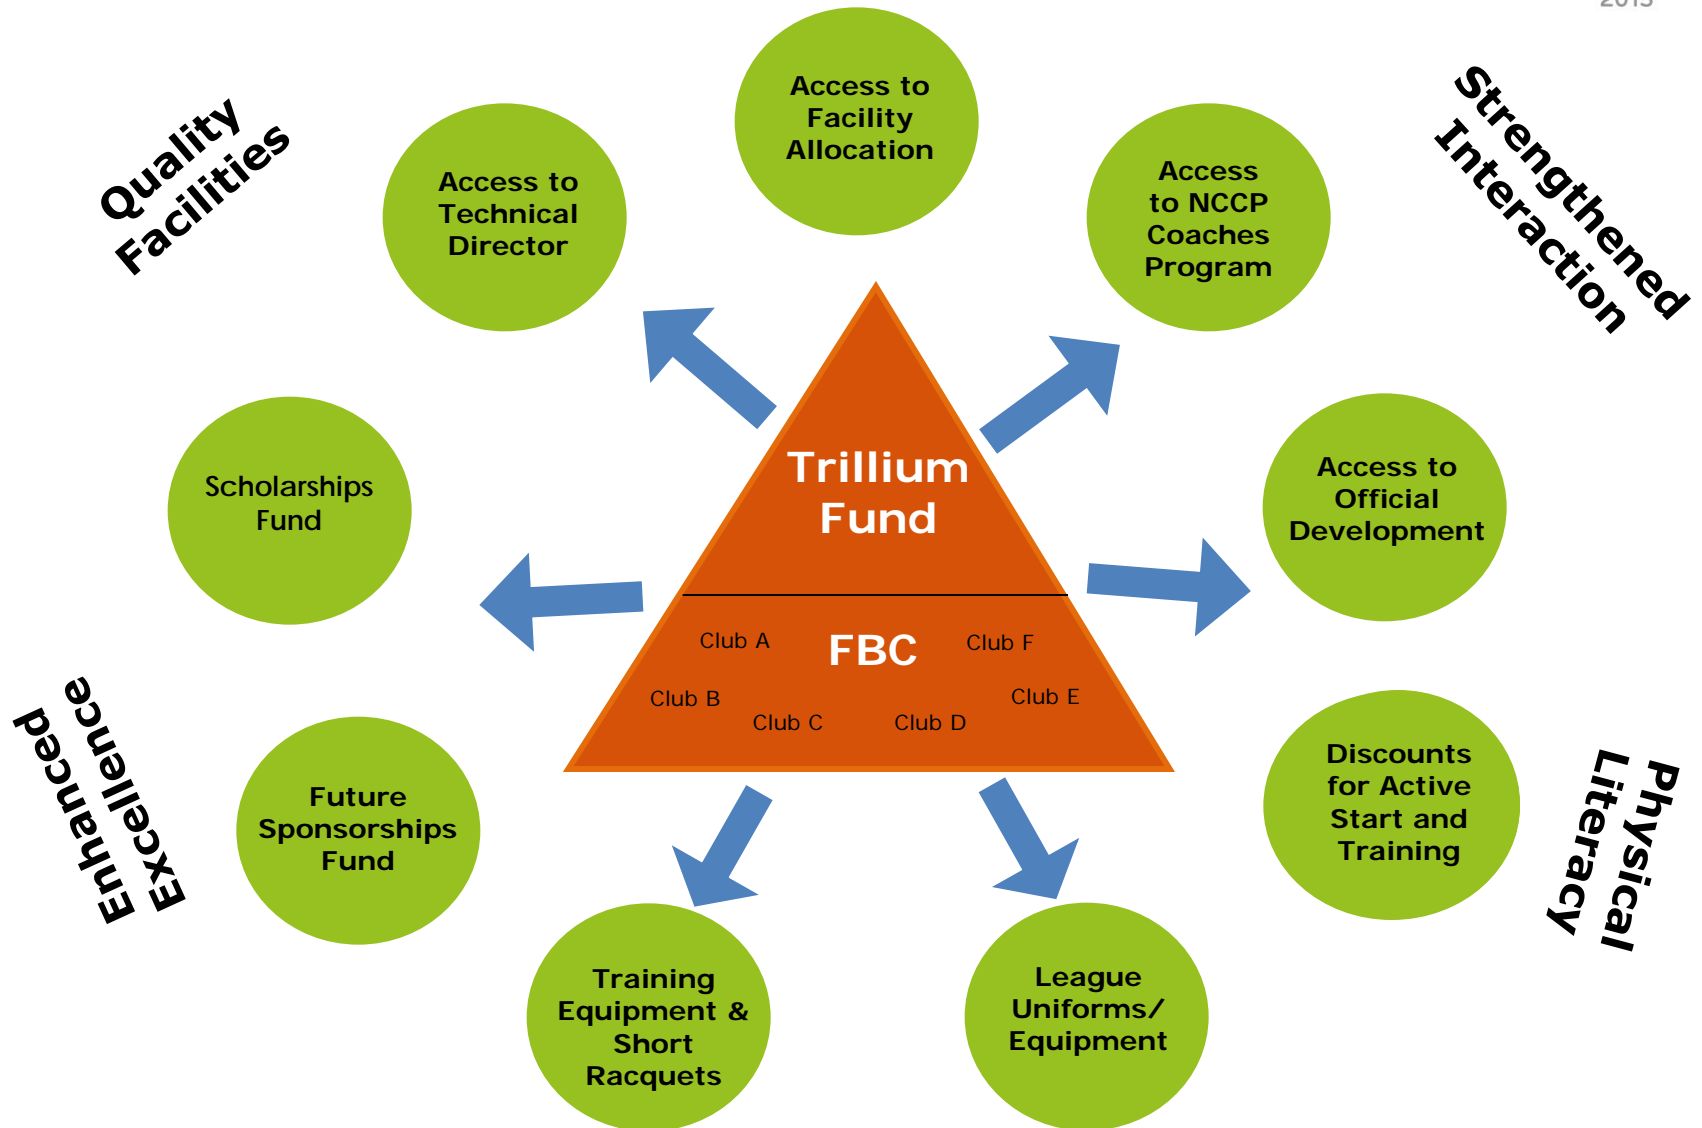 2015
Quality
Facilities
Access to
Facility
Allocation
Strengthened
Interaction
Access to
Technical
Director
Access
to NCCP
Coaches
Program
Scholarships
Fund
Trillium
Fund
Access to
Official
Development
FBC
Club A
Club B
Club C
Club D
Club E
Club F
Enhanced
Excellence
Future
Sponsorships
Fund
Discounts
for Active
Start and
Training
Physical
Literacy
Training
Equipment &
Short
Racquets
League
Uniforms/
Equipment